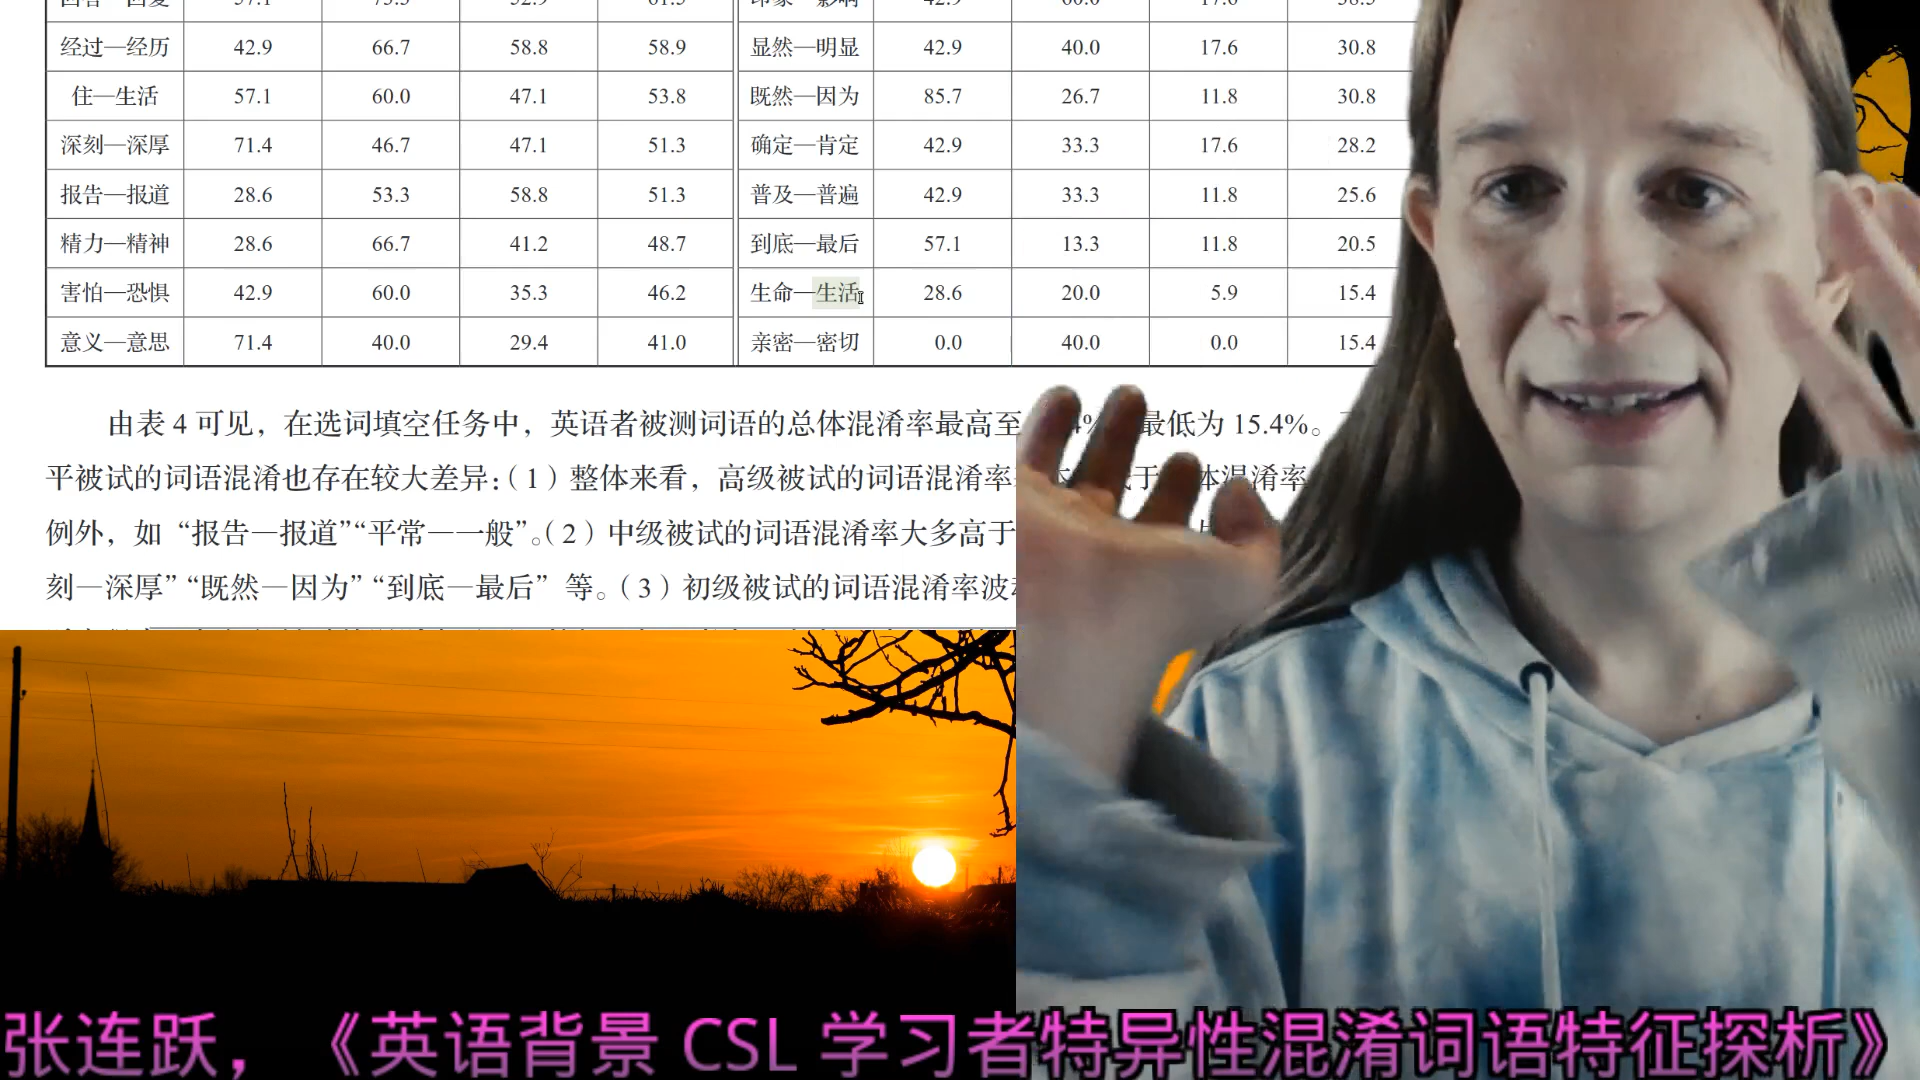 经过—经历 42.9 66.7 58.8 58.9 显然—明显 42.9 40.0 17.6 30.8
住—生活 57.1 60.0 47.1 53.8 既然—因为 85.7 26.7 11.8 30.8
深刻—深厚 71.4 46.7 47.1 51.3 确定—肯定 42.9 33.3 17.6 28.2
报告—报道 28.6 53.3 58.8 51.3 普及—普遍 42.9 33.3 11.8 25.6
精力—精神 28.6 66.7 41.2 48.7 到底—最后 57.1 13.3 11.8 20.5
害怕—恐惧 42.9 60.0 35.3 46.2 生命—生活 28.6 20.0 5.9 15.4
意义—意思 71.4 40.0 29.4 41.0 亲密—密切 0.0 40.0 0.0 15.4
由表 4 可见，在选词填空任务中，英语者被测词语的总体混淆率最高至 4% 最低为 15.4%。
平被试的词语混淆也存在较大差异：（1）整体来看，高级被试的词语混淆率 体混淆率
例外，如 “报告—报道”“平常—一般”。（2）中级被试的词语混淆率大多高于
刻—深厚” “既然—因为” “到底—最后” 等。（3）初级被试的词语混淆率波
张连跃，《英语背景 CSL 学习者特异性混淆词语特征探析》